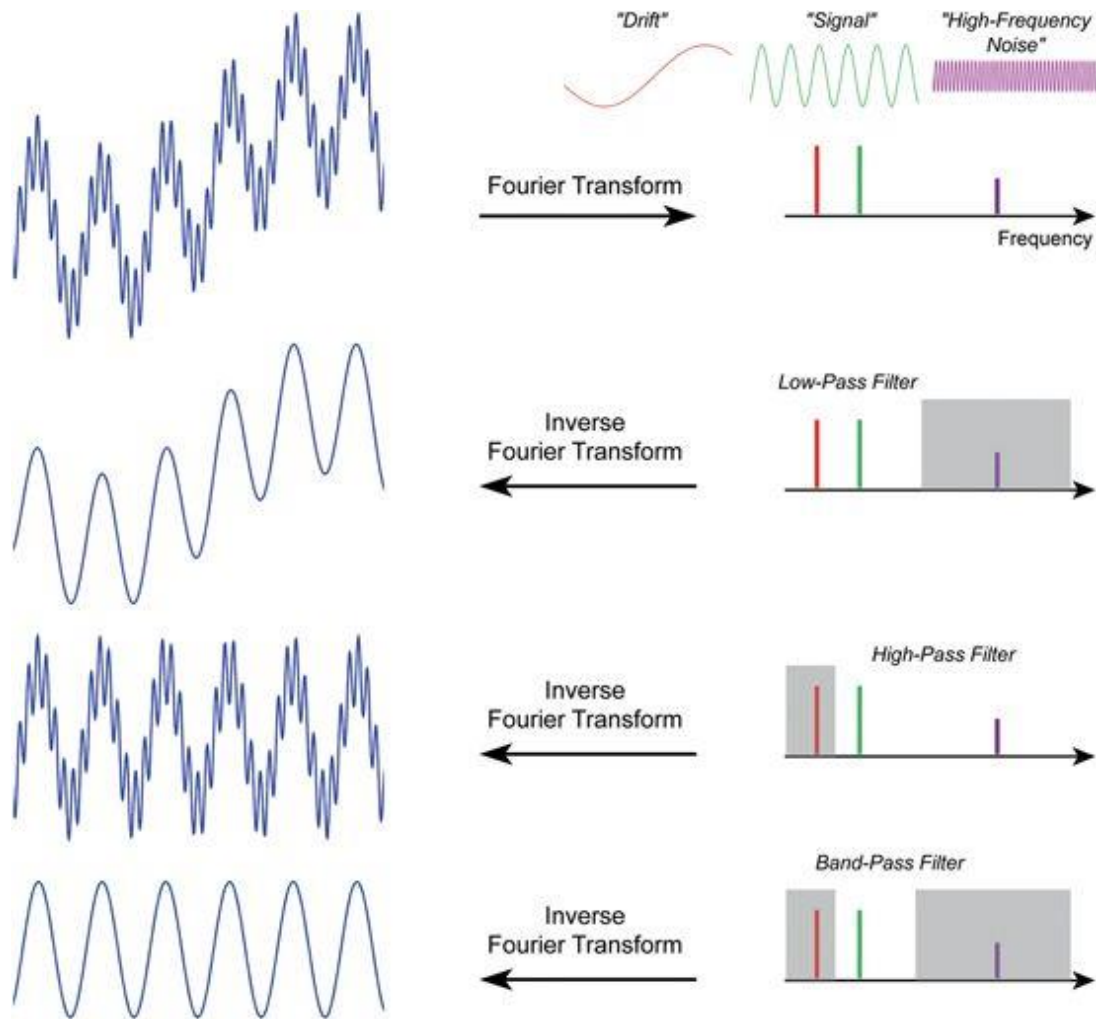 "Drift"
"Signal"
"High-Frequency
Noise"
Fourier Transform
Frequency
Low-Pass Filter
Inverse
Fourier Transform
High-Pass Filter
Inverse
Fourier Transform
Band-Pass Filter
Inverse
Fourier Transform